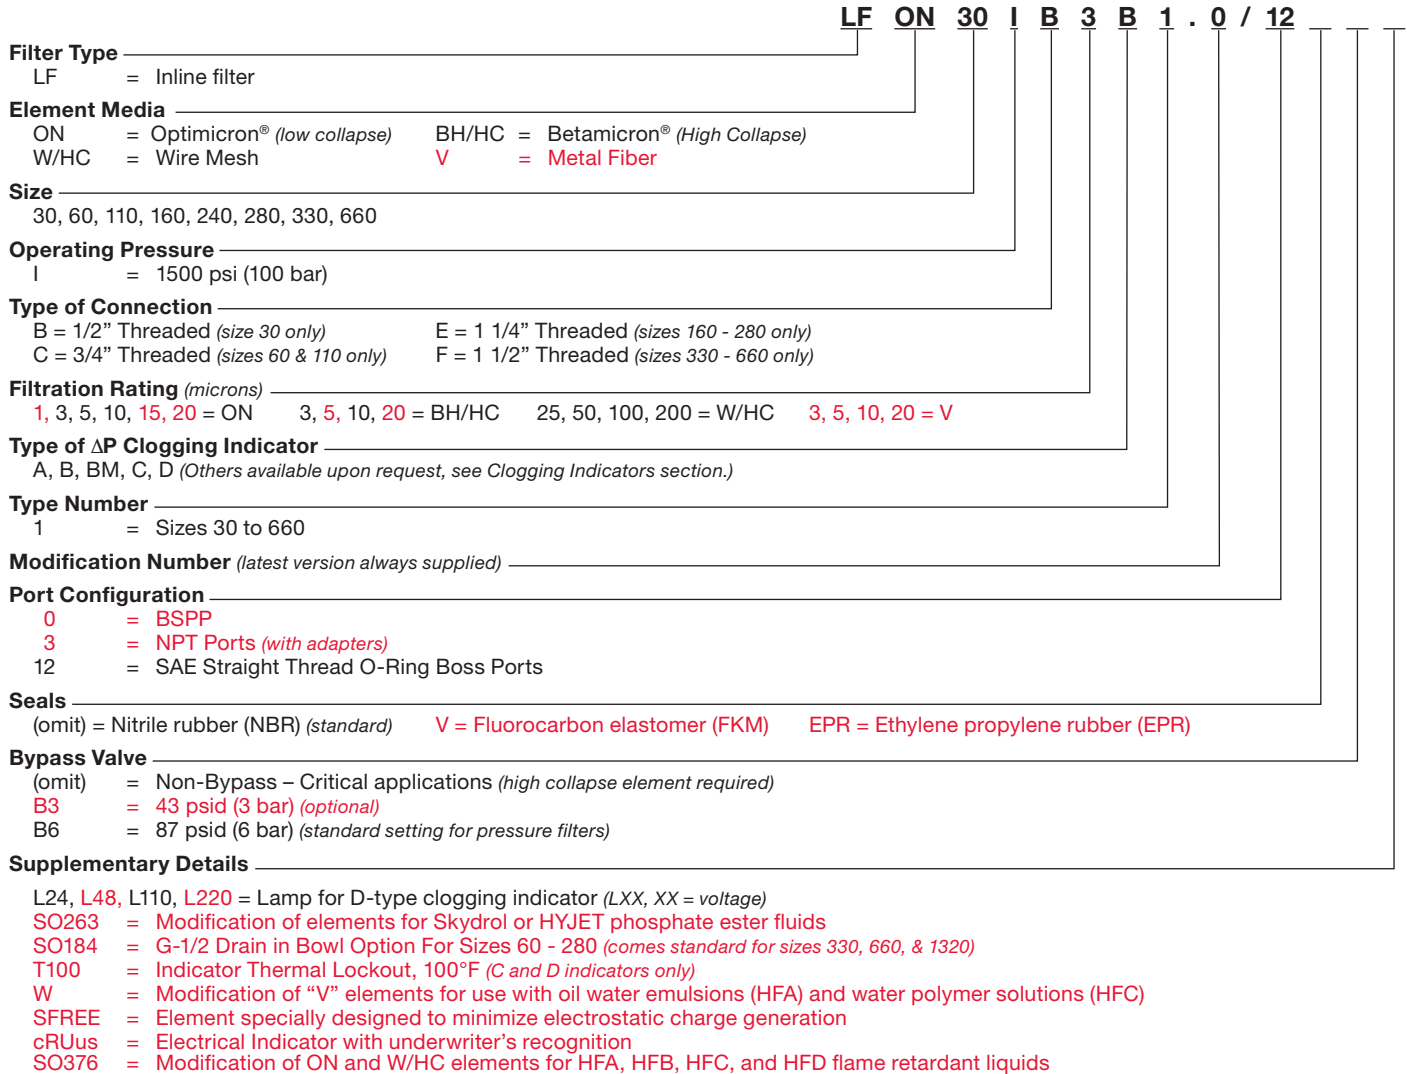 LF ON 30 I B 3 B 1 . 0 / 12 _ _ _
Filter Type
LF = Inline filter
Element Media
ON = Optimicron® (low collapse) BH/HC = Betamicron® (High Collapse)
W/HC = Wire Mesh V = Metal Fiber
Size
30, 60, 110, 160, 240, 280, 330, 660
Operating Pressure
I = 1500 psi (100 bar)
Type of Connection
B = 1/2” Threaded (size 30 only) E = 1 1/4” Threaded (sizes 160 - 280 only)
C = 3/4” Threaded (sizes 60 & 110 only) F = 1 1/2” Threaded (sizes 330 - 660 only)
Filtration Rating (microns)
1, 3, 5, 10, 15, 20 = ON 3, 5, 10, 20 = BH/HC 25, 50, 100, 200 = W/HC 3, 5, 10, 20 = V
Type of ΔP Clogging Indicator
A, B, BM, C, D (Others available upon request, see Clogging Indicators section.)
Type Number
1 = Sizes 30 to 660
Modification Number (latest version always supplied)
Port Configuration
0 = BSPP
3 = NPT Ports (with adapters)
12 = SAE Straight Thread O-Ring Boss Ports
Seals
(omit) = Nitrile rubber (NBR) (standard) V = Fluorocarbon elastomer (FKM) EPR = Ethylene propylene rubber (EPR)
Bypass Valve
(omit) = Non-Bypass – Critical applications (high collapse element required)
B3 = 43 psid (3 bar) (optional)
B6 = 87 psid (6 bar) (standard setting for pressure filters)
Supplementary Details
L24, L48, L110, L220 = Lamp for D-type clogging indicator (LXX, XX = voltage)
SO263 = Modification of elements for Skydrol or HYJET phosphate ester fluids
SO184 = G-1/2 Drain in Bowl Option For Sizes 60 - 280 (comes standard for sizes 330, 660, & 1320)
T100 = Indicator Thermal Lockout, 100°F (C and D indicators only)
W = Modification of “V” elements for use with oil water emulsions (HFA) and water polymer solutions (HFC)
SFREE = Element specially designed to minimize electrostatic charge generation
cRUus = Electrical Indicator with underwriter’s recognition
SO376 = Modification of ON and W/HC elements for HFA, HFB, HFC, and HFD flame retardant liquids